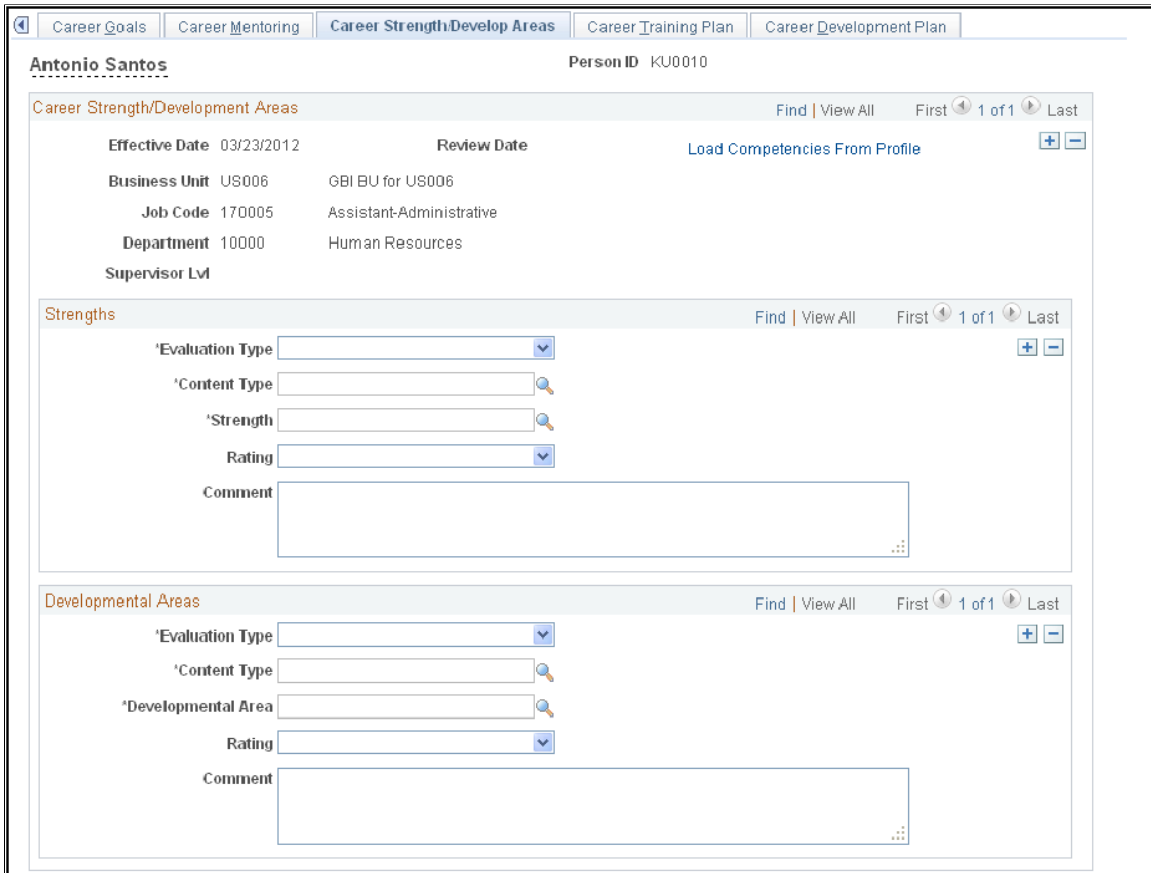 Career Goals Career Mentoring Career Strength/Develop Areas Career Training Plan Career Development Plan
Antonio Santos Person ID KU0010
Career Strength/Development Areas Find | View All First 1 of 1 Last
Effective Date 03/23/2012 Review Date Load Competencies From Profile
Business Unit US006 GBI BU for US006
Job Code 170005 Assistant-Administrative
Department 10000 Human Resources
Supervisor Lvl
Strengths Find | View All First 1 of 1 Last
*Evaluation Type
*Content Type
*Strength
Rating
Comment
Developmental Areas Find | View All First 1 of 1 Last
*Evaluation Type
*Content Type
*Developmental Area
Rating
Comment